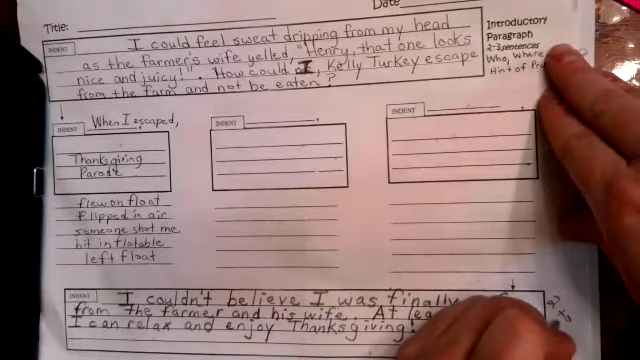 Title:
Date
INDENT
I could feel sweat dripping from my head
as the farmer's wife yelled, "Henry, that one looks
nice and juicy!". How could I, Kelly Turkey escape
from the farm and not be eaten?
Introductory
Paragraph
2-3 sentences
Who, Where
Hint of
When I escaped,
INDENT
Thanksgiving
Parade
flew on float
flipped in air
someone shot me
hit inflatable
left float
INDENT
INDENT
INDENT
I couldn't believe I was finally
from the farmer and his wife. At
I can relax and enjoy Thanksgiving!